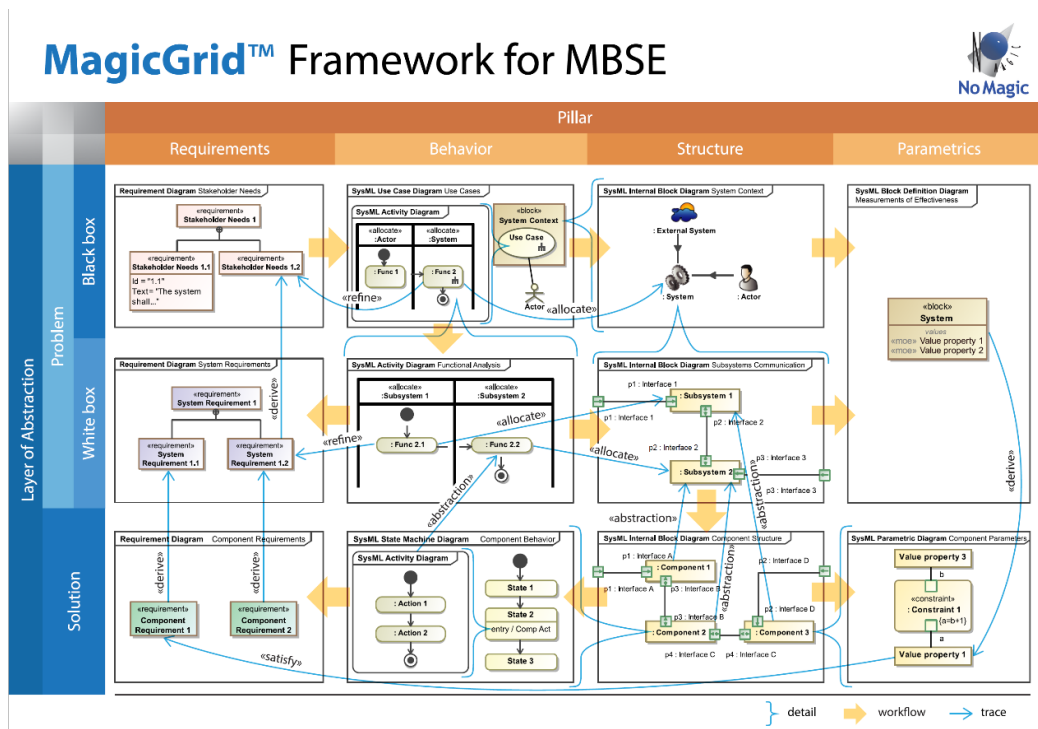 MagicGrid™ Framework for MBSE
No Magic
Pillar
Requirements
Behavior
Structure
Parametrics
Layer of Abstraction
Problem
Black box
White box
Solution
Requirement Diagram Stakeholder Needs
«requirement»
Stakeholder Needs 1
«requirement»
Stakeholder Needs 1.1
Id = "1.1"
Text= "The system
shall..."
«requirement»
Stakeholder Needs 1.2
SysML Use Case Diagram Use Cases
SysML Activity Diagram
«allocate»
:Actor
«allocate»
:System
: Func 1
: Func 2
«block»
System Context
Use Case
Actor
«refine»
«allocate»
SysML Internal Block Diagram System Context
: External System
: System
: Actor
SysML Block Definition Diagram
Measurements of Effectiveness
«block»
System
values
«moe» Value property 1
«moe» Value property 2
Requirement Diagram System Requirements
«requirement»
System Requirement 1
«requirement»
System
Requirement 1.1
«requirement»
System
Requirement 1.2
«derive»
«refine»
SysML Activity Diagram Functional Analysis
«allocate»
:Subsystem 1
«allocate»
:Subsystem 2
: Func 2.1
: Func 2.2
«allocate»
«allocate»
«abstraction»
SysML Internal Block Diagram Subsystems Communication
p1 : Interface 1
: Subsystem 1
p1 : Interface 1
p2 : Interface 2
p2 : Interface 2
p3 : Interface 3
: Subsystem 2
p3 : Interface 3
«abstraction»
«abstraction»
«abstraction»
«derive»
Requirement Diagram Component Requirements
«derive»
«derive»
«requirement»
Component
Requirement 1
«requirement»
Component
Requirement 2
«satisfy»
SysML State Machine Diagram Component Behavior
SysML Activity Diagram
: Action 1
: Action 2
State 1
State 2
entry / Comp Act
State 3
SysML Internal Block Diagram Component Structure
p1 : Interface A
: Component 1
p2 : Interface D
p1 : Interface A
p3 : Interface B
p3 : Interface B
p2 : Interface D
: Component 2
: Component 3
p4 : Interface C
p4 : Interface C
SysML Parametric Diagram Component Parameters
Value property 3
b
«constraint»
: Constraint 1
{a=b+1}
a
Value property 1
detail
workflow
trace